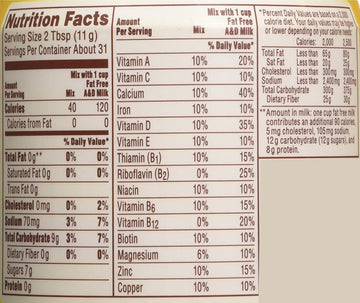 Nutrition Facts
Serving Size 2 Tbsp (11 g)
Servings Per Container About 31
Amount Per Serving Mix Mix with 1 cup Fat Free A&D Milk
Calories 40 120
Calories from Fat 0 0
% Daily Value*
Total Fat 0g** 0% 0%
Saturated Fat 0g 0% 0%
Trans Fat 0g
Cholesterol 0mg 0% 2%
Sodium 70mg 3% 7%
Total Carbohydrate 9g 3% 7%
Dietary Fiber 0g 0% 0%
Sugars 7g
Protein 0g
Amount Per Serving Mix Mix with 1 cup Fat Free A&D Milk
% Daily Value*
Vitamin A 10% 20%
Vitamin C 10% 10%
Calcium 10% 40%
Iron 10% 10%
Vitamin D 10% 35%
Vitamin E 10% 10%
Thiamin (B1) 10% 15%
Riboflavin (B2) 0% 25%
Niacin 10% 10%
Vitamin B6 10% 15%
Vitamin B12 0% 20%
Biotin 10% 10%
Magnesium 6% 10%
Zinc 10% 15%
Copper 10% 10%
*Percent Daily Values are based on a 2,000
calorie diet. Your daily values may be higher
or lower depending on your calorie needs:
Calories: 2,000 2,500
Total Fat Less than 65g 80g
Sat Fat Less than 20g 25g
Cholesterol Less than 300mg 300mg
Sodium Less than 2,400mg 2,400mg
Total Carbohydrate 300g 375g
Dietary Fiber 25g 30g
**Amount in milk: one cup fat free milk
contributes an additional 90 calories,
5mg cholesterol, 105mg sodium,
12g carbohydrate (12g sugars), and
8g protein.